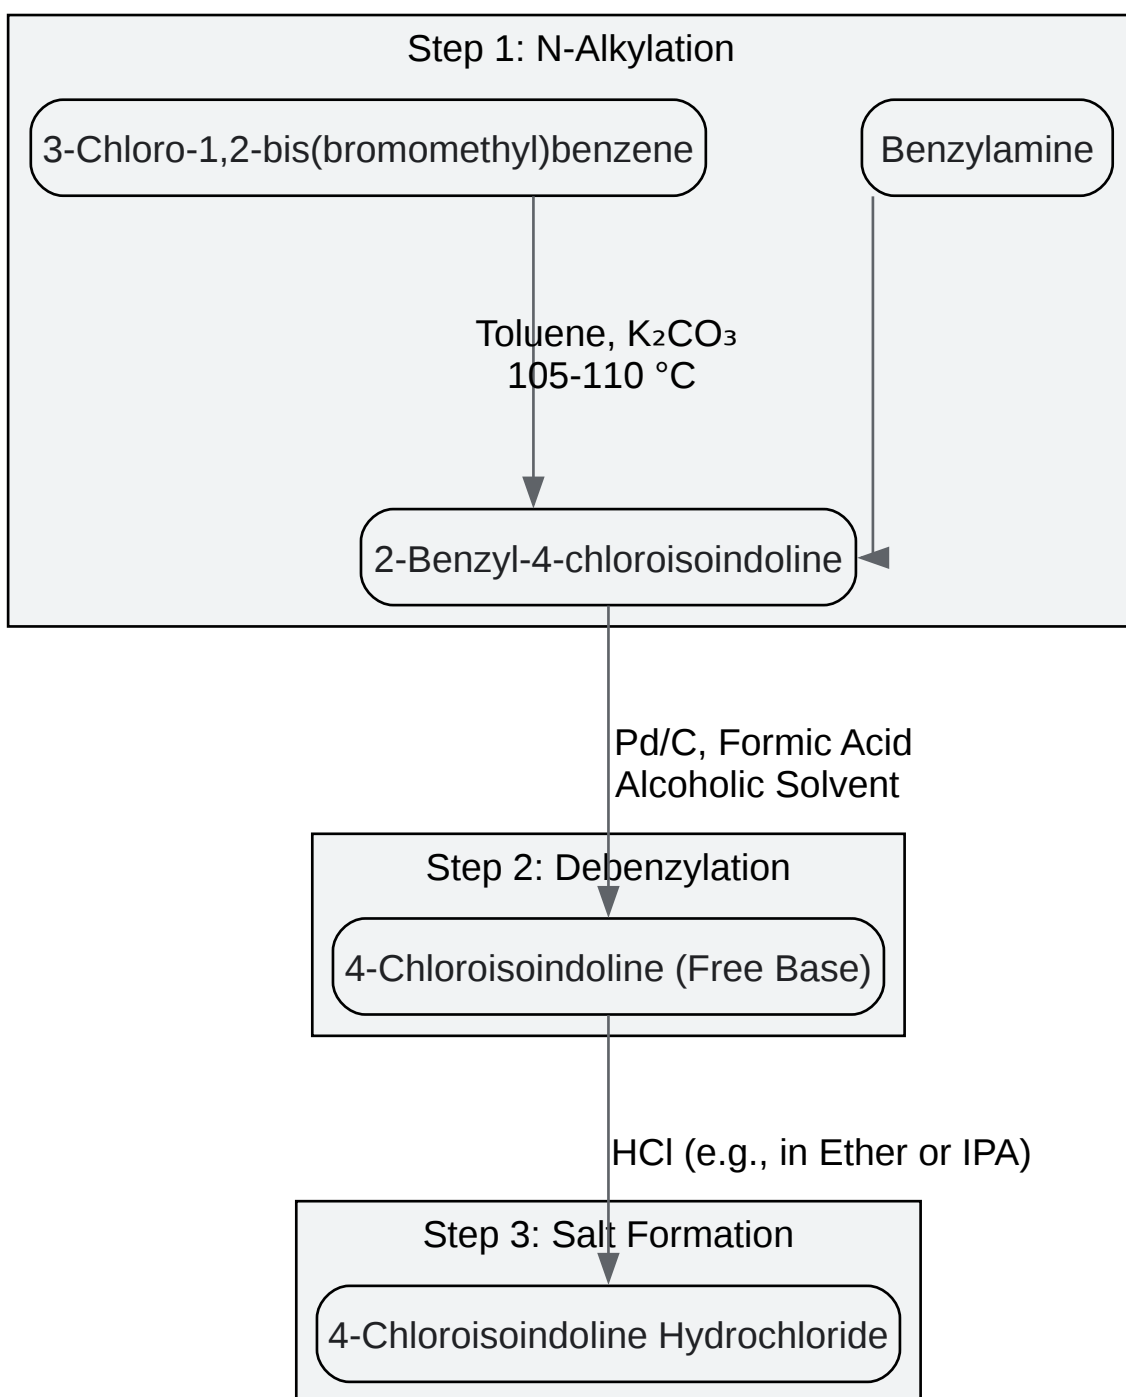 Step 1: N-Alkylation
3-Chloro-1,2-bis(bromomethyl)benzene
Benzylamine
Toluene, K₂CO₃
105-110 °C
2-Benzyl-4-chloroisoindoline
Pd/C, Formic Acid
Alcoholic Solvent
Step 2: Debenzylation
4-Chloroisoindoline (Free Base)
HCl (e.g., in Ether or IPA)
Step 3: Salt Formation
4-Chloroisoindoline Hydrochloride